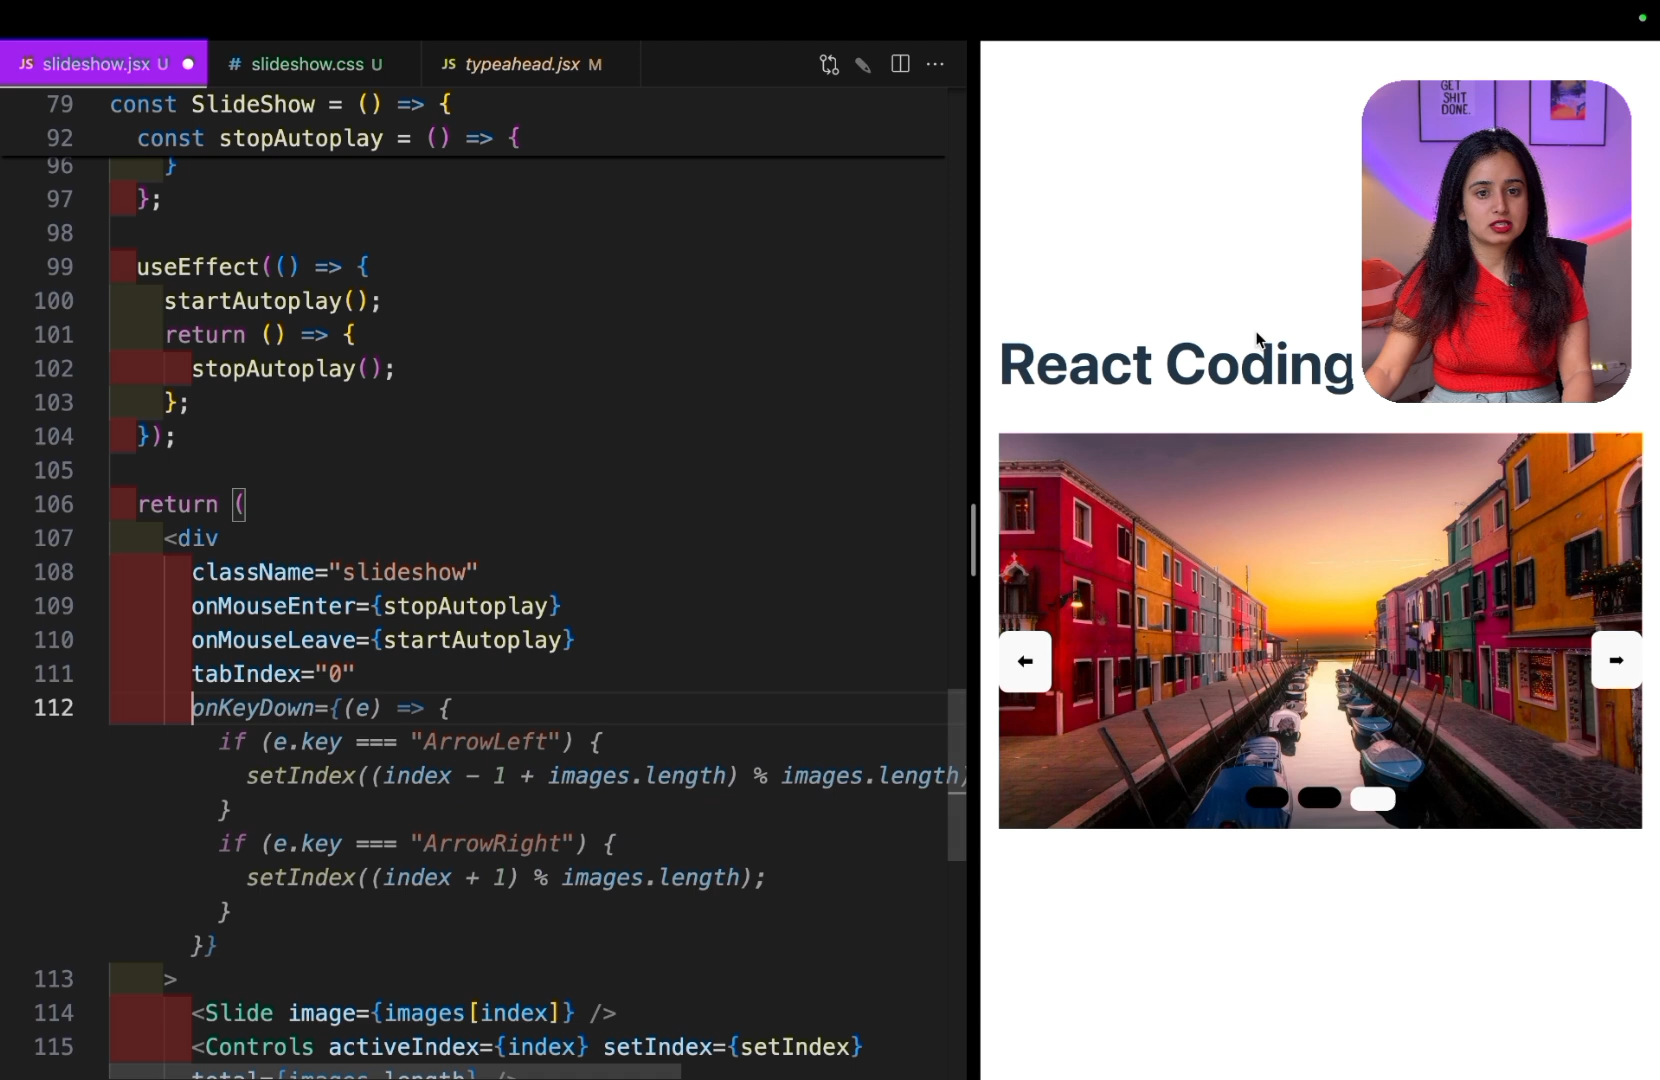 JS slideshow.jsx U
# slideshow.css U
JS typeahead.jsx M
79 const SlideShow = () => {
92 const stopAutoplay = () => {
96 }
97 };
98
99 useEffect(() => {
100 startAutoplay();
101 return () => {
102 stopAutoplay();
103 };
104 });
105
106 return (
107 <div
108 className="slideshow"
109 onMouseEnter={stopAutoplay}
110 onMouseLeave={startAutoplay}
111 tabIndex="0"
112 onKeyDown={(e) => {
if (e.key === "ArrowLeft") {
setIndex((index - 1 + images.length) % images.length)
}
if (e.key === "ArrowRight") {
setIndex((index + 1) % images.length);
}
}}
113 >
114 <Slide image={images[index]} />
115 <Controls activeIndex={index} setIndex={setIndex}
total={images.length} />
GET
SHIT
DONE.
React Coding